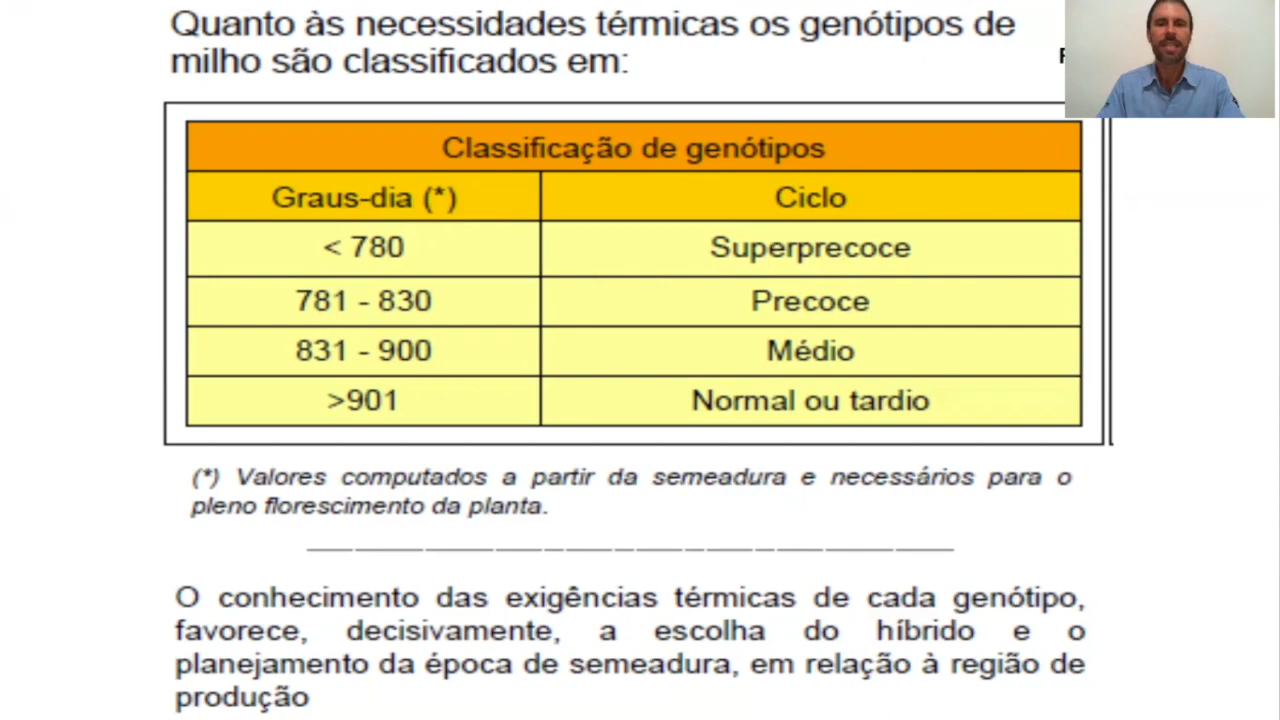 Quanto às necessidades térmicas os genótipos de
milho são classificados em:
Classificação de genótipos
Graus-dia (*) Ciclo
< 780 Superprecoce
781 - 830 Precoce
831 - 900 Médio
>901 Normal ou tardio
(*) Valores computados a partir da semeadura e necessários para o
pleno florescimento da planta.
O conhecimento das exigências térmicas de cada genótipo,
favorece, decisivamente, a escolha do híbrido e o
planejamento da época de semeadura, em relação à região de
produção